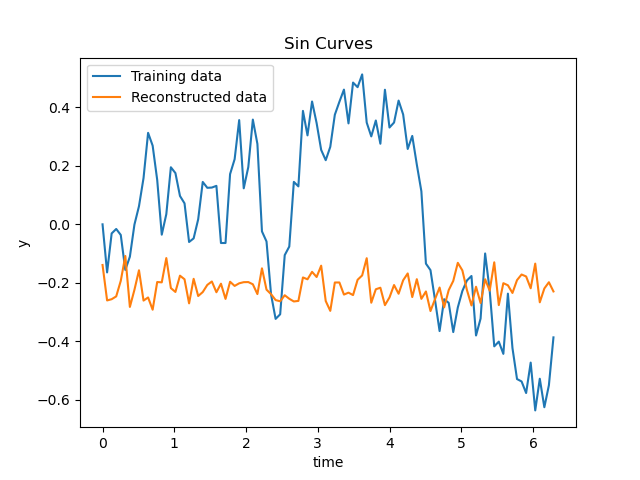 Sin Curves
Training data
Reconstructed data
0.4
0.2
0.0
−0.2
−0.4
−0.6
y
0 1 2 3 4 5 6
time